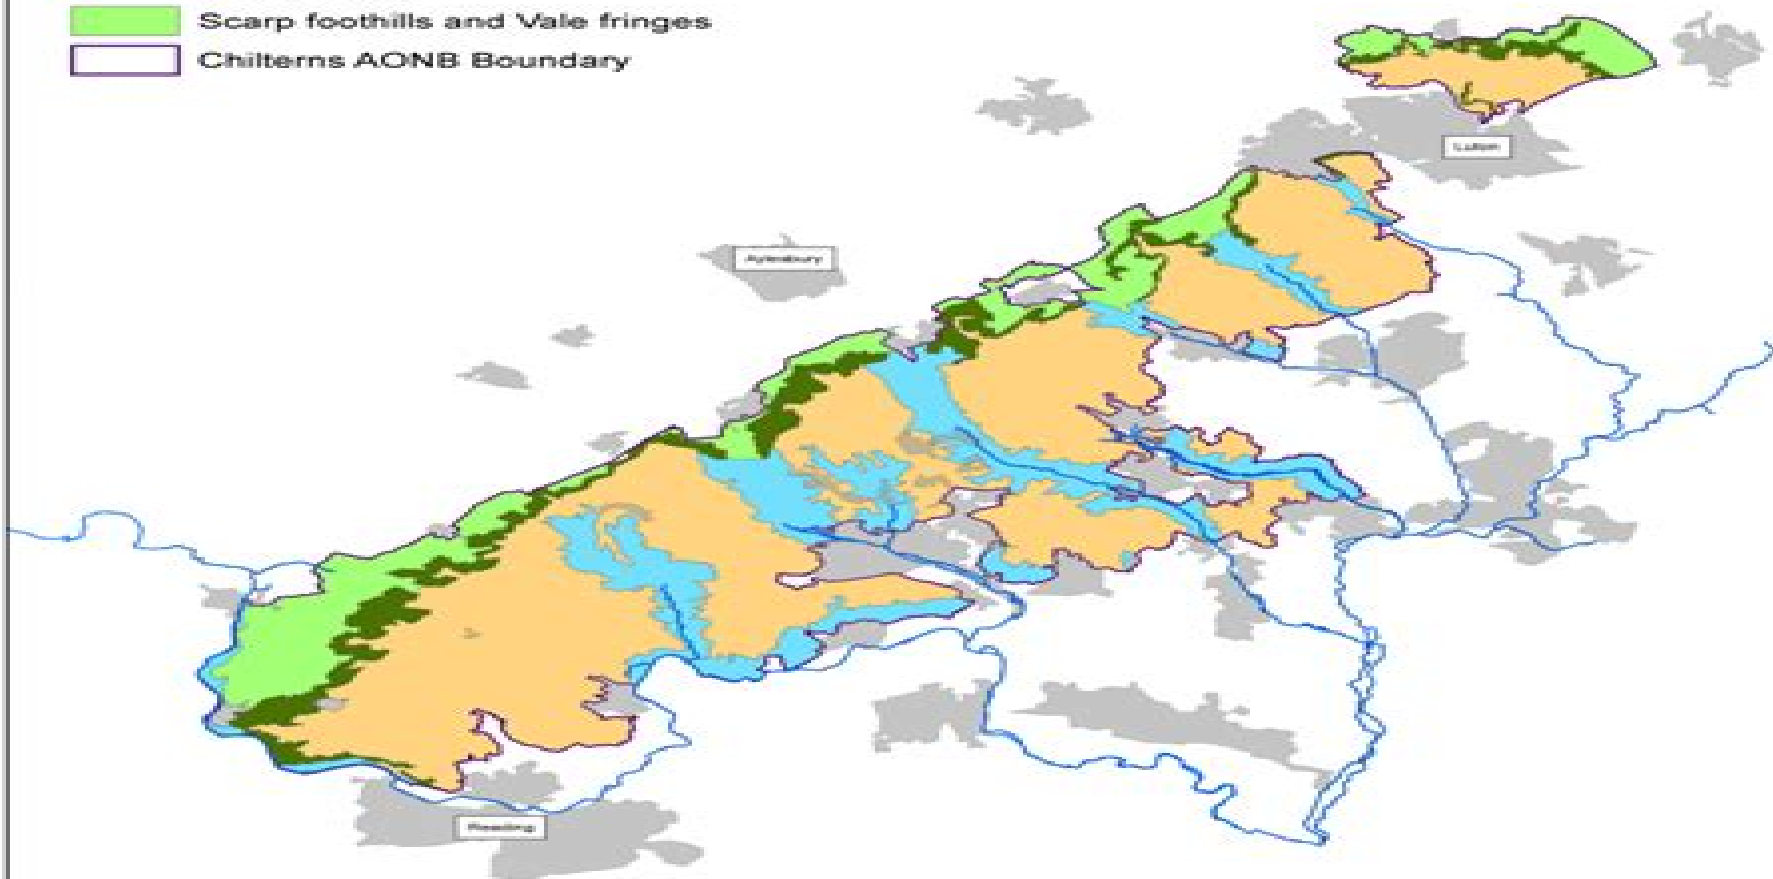 Scarp foothills and Vale fringes
Chilterns AONB Boundary
Luton
Aylesbury
Reading